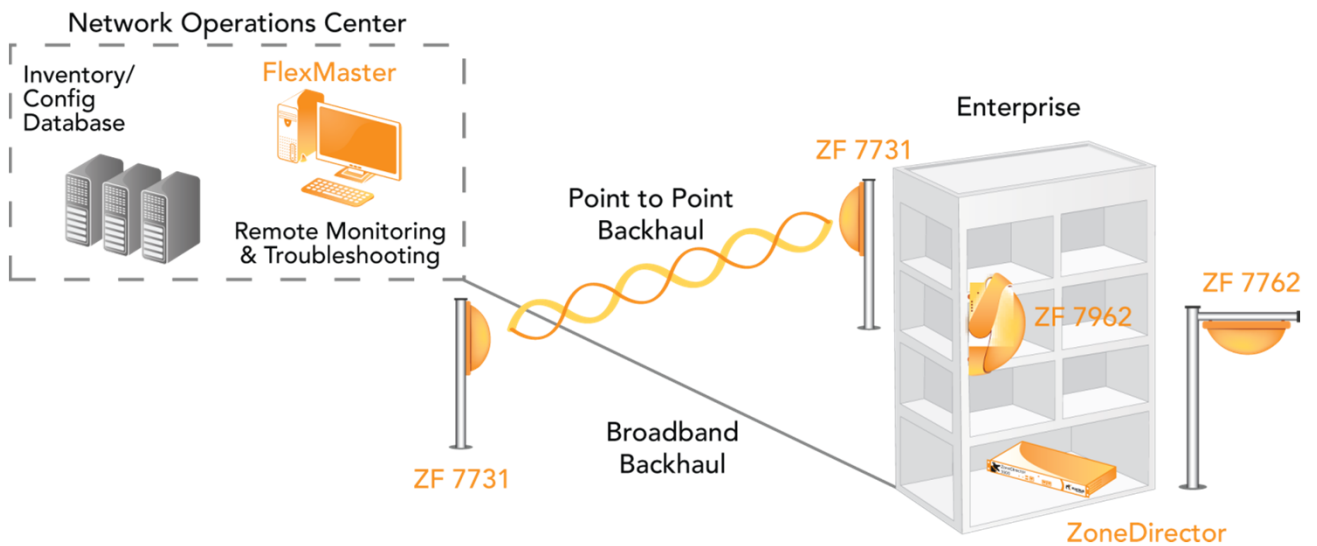 Network Operations Center
Inventory/
Config
Database
FlexMaster
Remote Monitoring
& Troubleshooting
Point to Point
Backhaul
ZF 7731
Enterprise
ZF 7731
ZF 7962
ZF 7762
Broadband
Backhaul
ZoneDirector